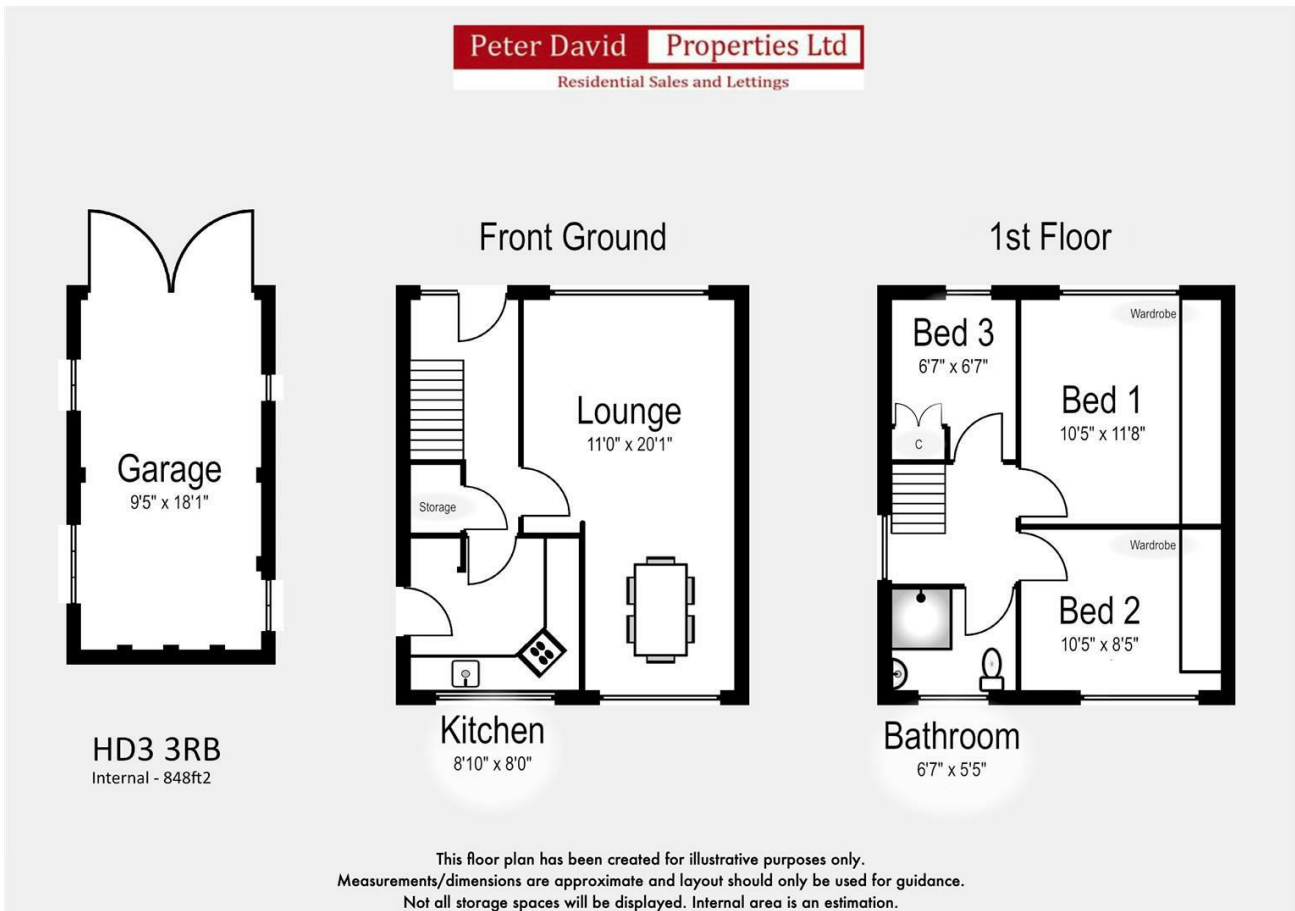 Peter David Properties Ltd
Residential Sales and Lettings
Front Ground
1st Floor
Garage
9'5" x 18'1"
Lounge
11'0" x 20'1"
Storage
Kitchen
8'10" x 8'0"
Bed 3
6'7" x 6'7"
C
Wardrobe
Bed 1
10'5" x 11'8"
Wardrobe
Bed 2
10'5" x 8'5"
Bathroom
6'7" x 5'5"
HD3 3RB
Internal - 848ft2
This floor plan has been created for illustrative purposes only.
Measurements/dimensions are approximate and layout should only be used for guidance.
Not all storage spaces will be displayed. Internal area is an estimation.